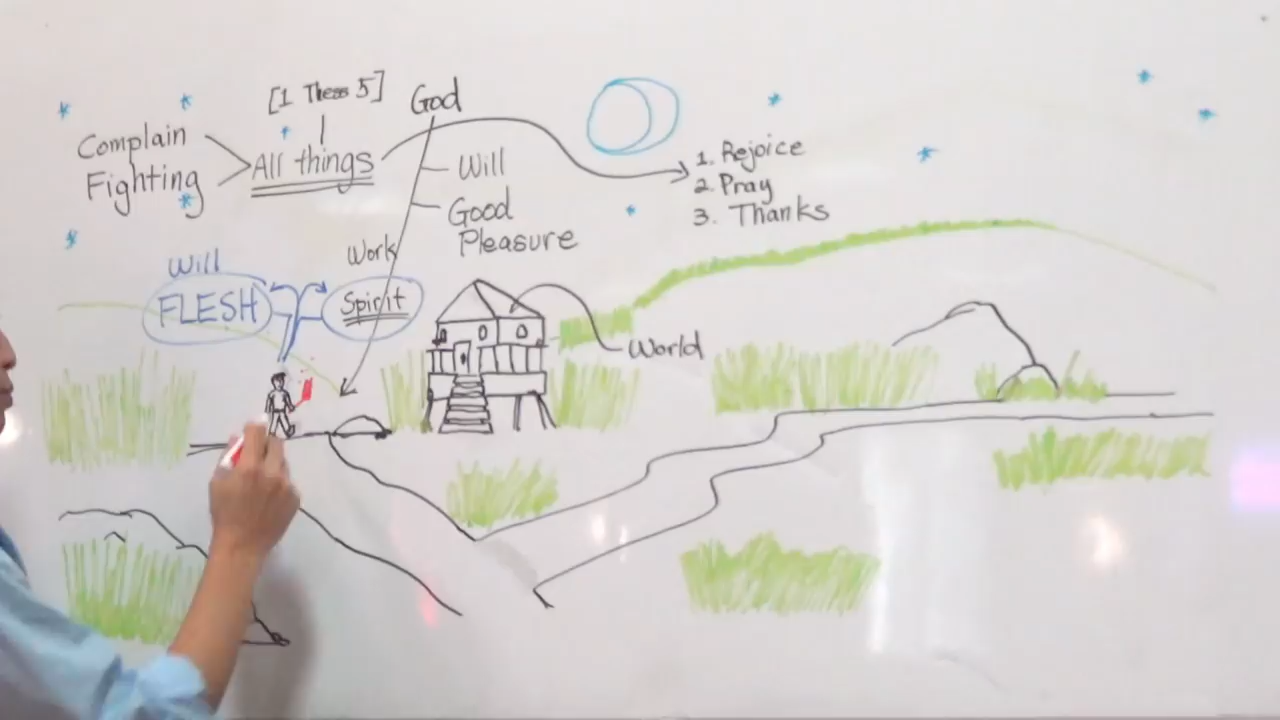 [1 Thess 5]
God
Complain
Fighting
All things
Will
Good
Pleasure
1. Rejoice
2. Pray
3. Thanks
Will
FLESH
Work
Spirit
World